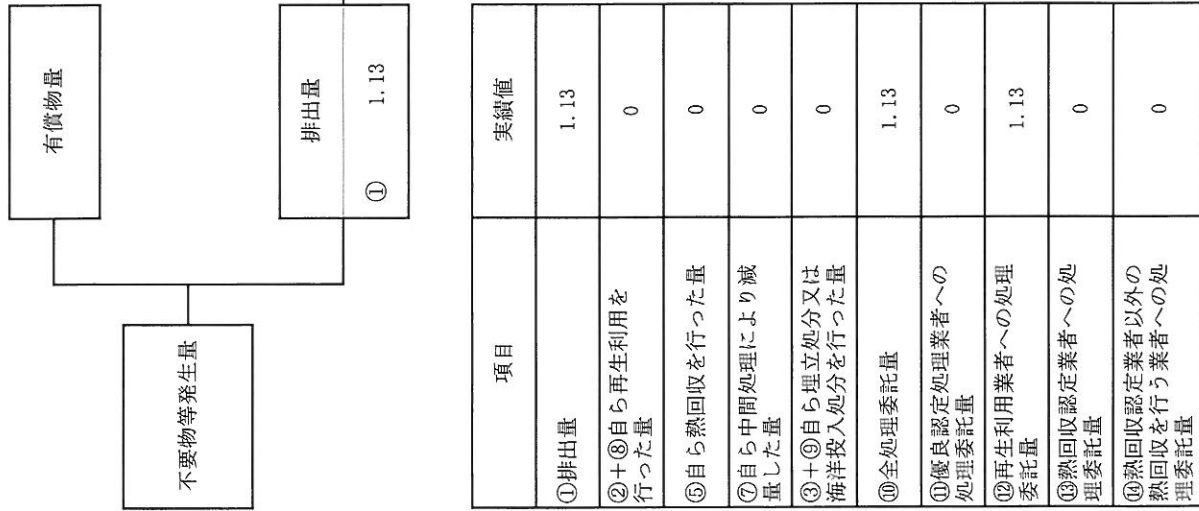 有償物量
不要物等発生量
排出量
① 1.13
項目 実績値
①排出量 1.13
②+⑧自ら再生利用を
行った量 0
⑤自ら熱回収を行った量 0
⑦自ら中間処理により減
量した量 0
③+⑨自ら埋立処分又は
海洋投入処分を行った量 0
⑩全処理委託量 1.13
⑪優良認定処理業者への
処理委託量 0
⑫再生利用業者への処理
委託量 1.13
⑬熱回収認定業者への処
理委託量 0
⑭熱回収認定業者以外の
熱回収を行う業者への処
理委託量 0